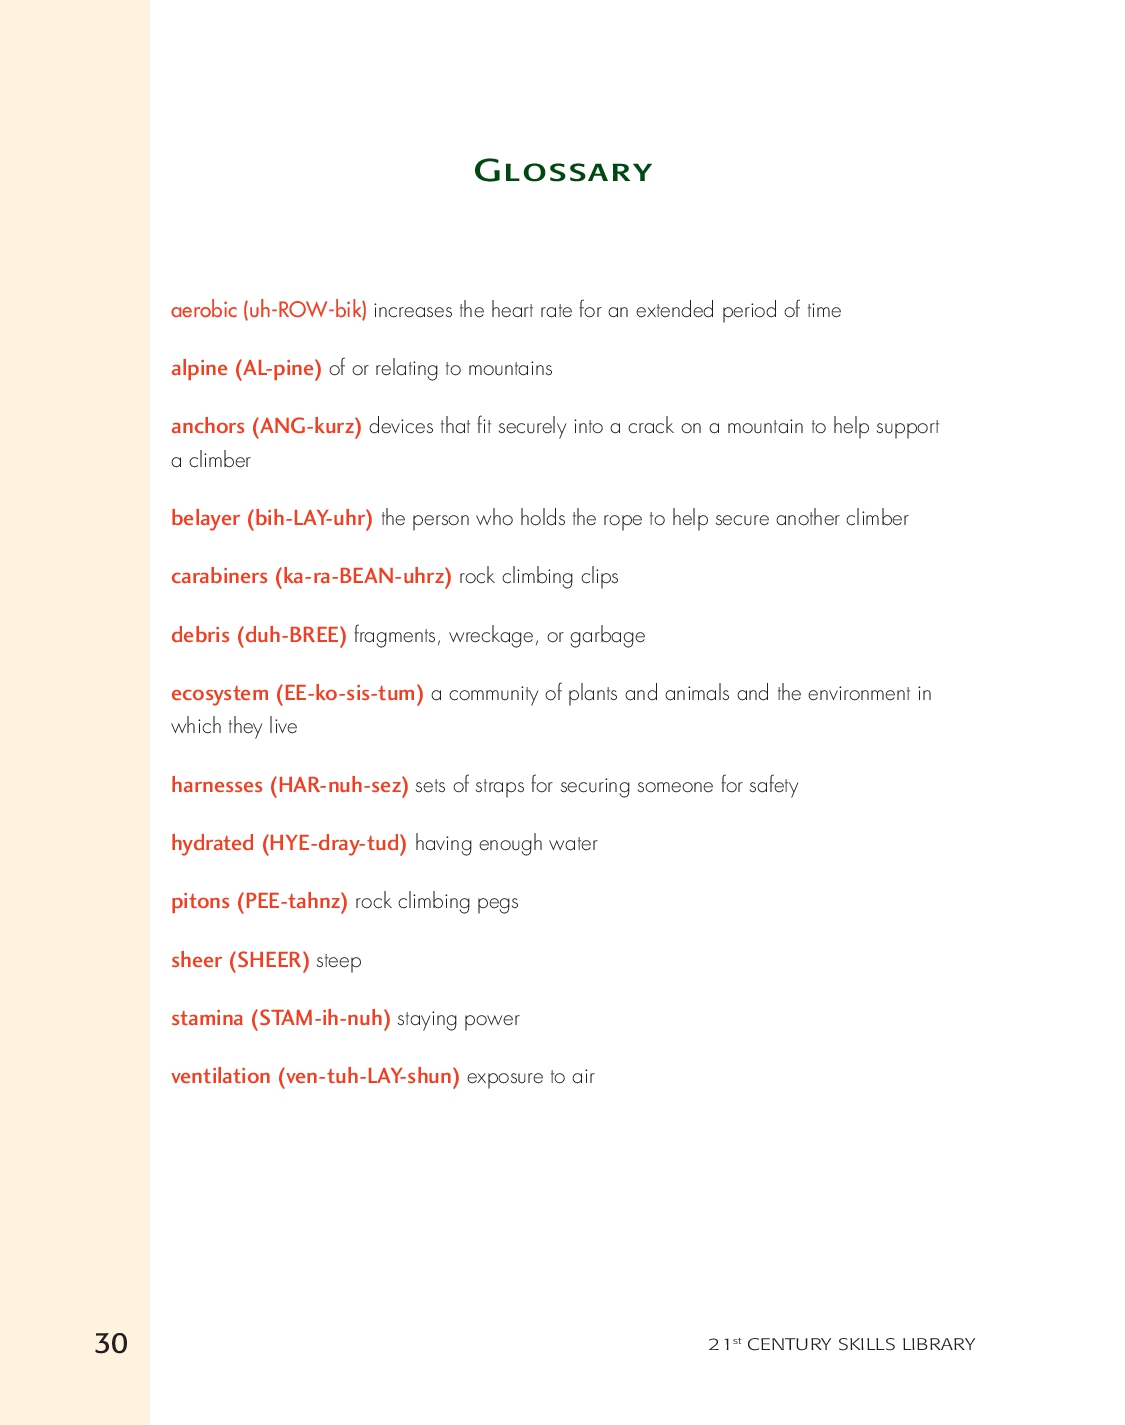 GLOSSARY
aerobic (uh-ROW-bik) increases the heart rate for an extended period of time
alpine (AL-pine) of or relating to mountains
anchors (ANG-kurz) devices that fit securely into a crack on a mountain to help support
a climber
belayer (bih-LAY-uhr) the person who holds the rope to help secure another climber
carabiners (ka-ra-BEAN-uhrz) rock climbing clips
debris (duh-BREE) fragments, wreckage, or garbage
ecosystem (EE-ko-sis-tum) a community of plants and animals and the environment in
which they live
harnesses (HAR-nuh-sez) sets of straps for securing someone for safety
hydrated (HYE-dray-tud) having enough water
pitons (PEE-tahnz) rock climbing pegs
sheer (SHEER) steep
stamina (STAM-ih-nuh) staying power
ventilation (ven-tuh-LAY-shun) exposure to air
30
21st CENTURY SKILLS LIBRARY